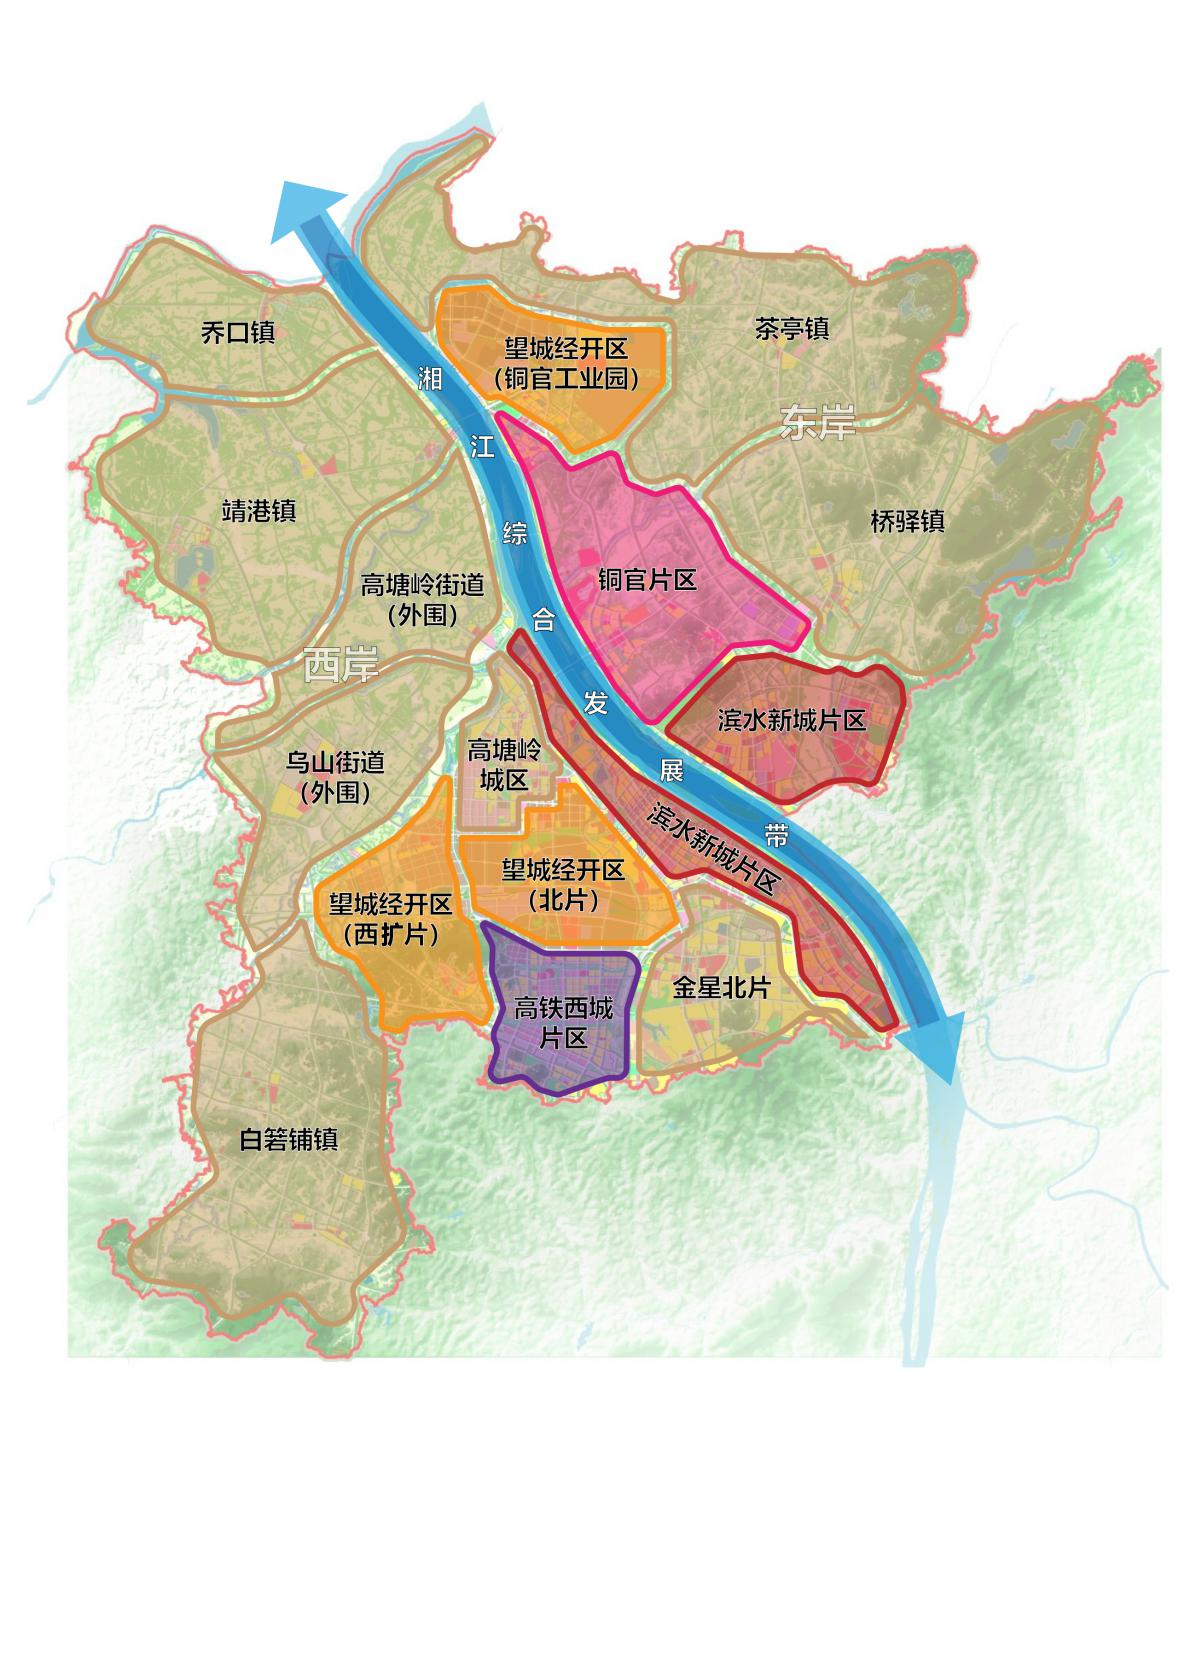 乔口镇
望城经开区
（铜官工业园）
茶亭镇
东岸
靖港镇
桥驿镇
高塘岭街道
（外围）
铜官片区
西岸
湘江综合发展带
滨水新城片区
乌山街道
（外围）
高塘岭
城区
滨水新城片区
望城经开区
（北片）
望城经开区
（西扩片）
金星北片
高铁西城
片区
白箬铺镇